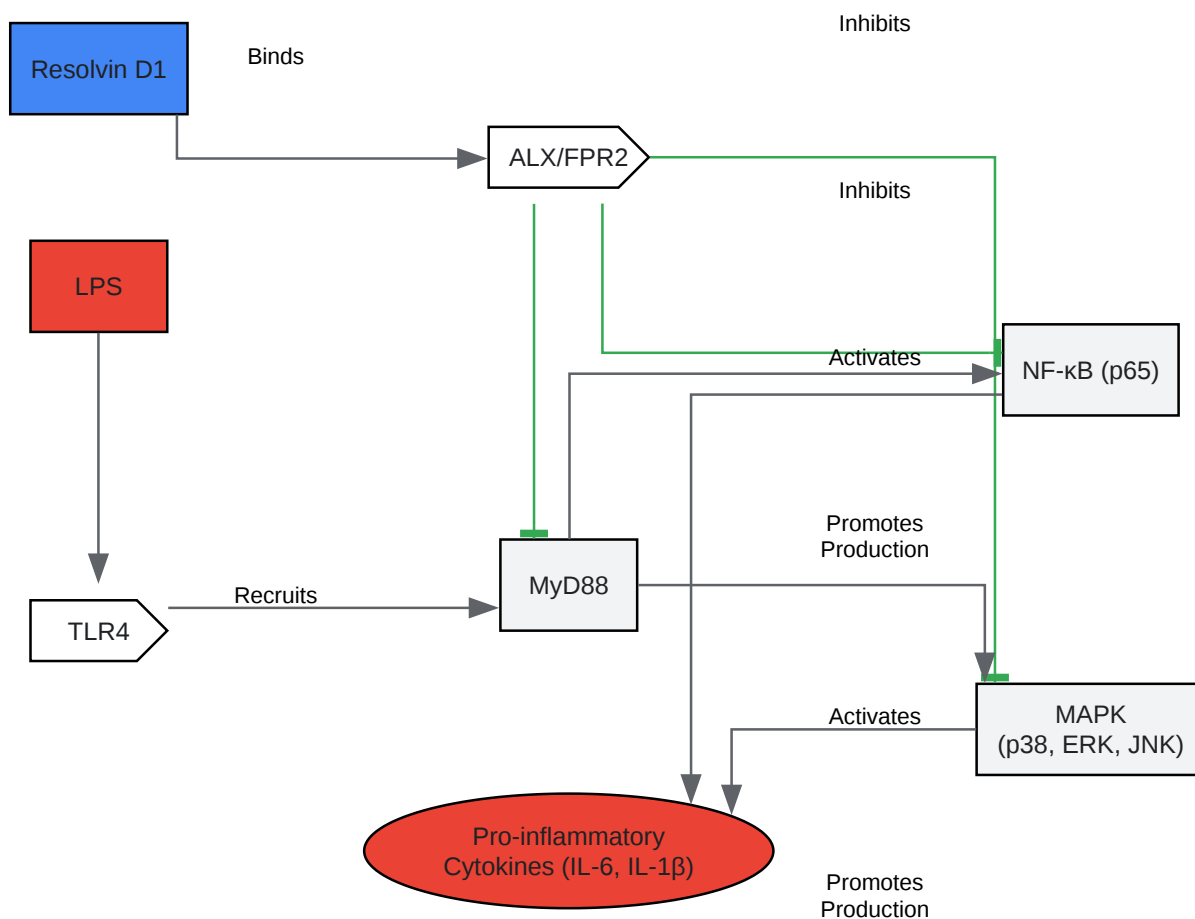 Inhibits
Resolvin D1
Binds
ALX/FPR2
Inhibits
LPS
Activates
NF-κB (p65)
Promotes
Production
MyD88
Recruits
TLR4
MAPK
(p38, ERK, JNK)
Activates
Pro-inflammatory
Cytokines (IL-6, IL-1β)
Promotes
Production